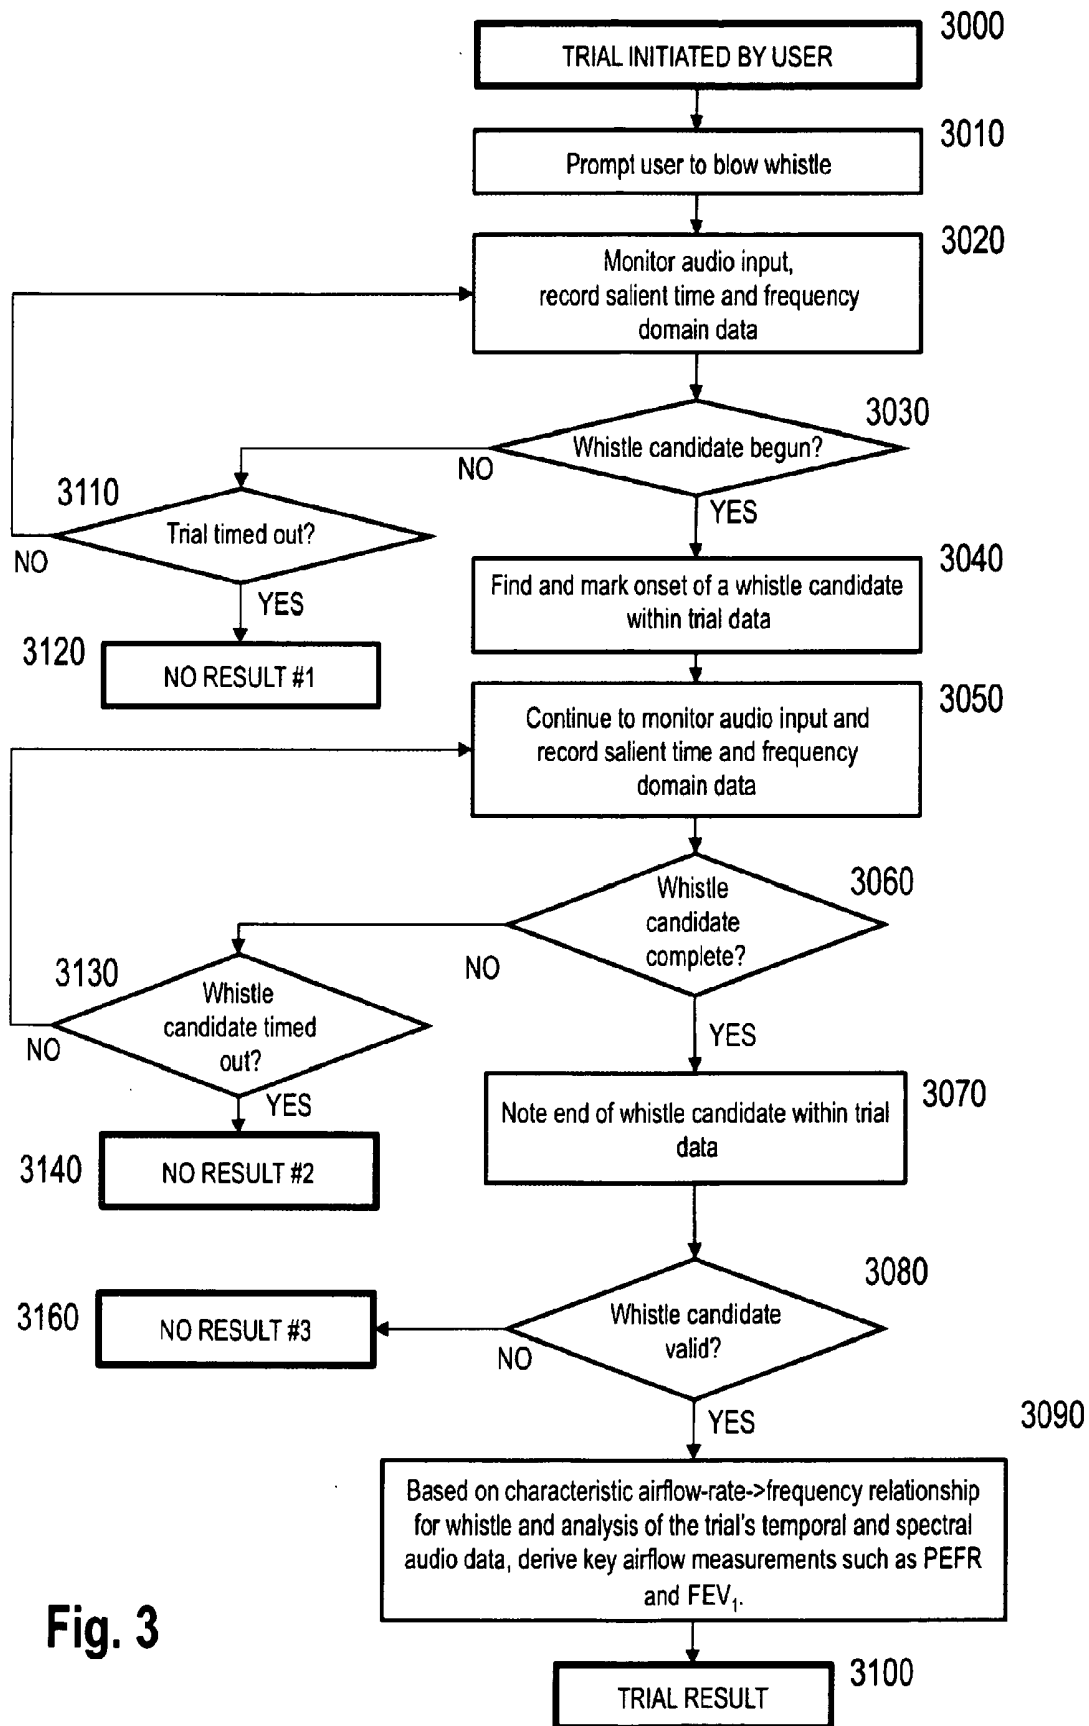 3000
TRIAL INITIATED BY USER
3010
Prompt user to blow whistle
3020
Monitor audio input,
record salient time and frequency
domain data
3030
Whistle candidate begun?
NO
YES
3110
Trial timed out?
NO
YES
3040
Find and mark onset of a whistle candidate
within trial data
3120
NO RESULT #1
3050
Continue to monitor audio input and
record salient time and frequency
domain data
3060
Whistle
candidate
complete?
NO
YES
3130
Whistle
candidate timed
out?
NO
YES
3070
Note end of whistle candidate within trial
data
3140
NO RESULT #2
3080
Whistle candidate
valid?
NO
YES
3160
NO RESULT #3
3090
Based on characteristic airflow-rate->frequency relationship
for whistle and analysis of the trial's temporal and spectral
audio data, derive key airflow measurements such as PEFR
and FEV₁.
3100
TRIAL RESULT
Fig. 3